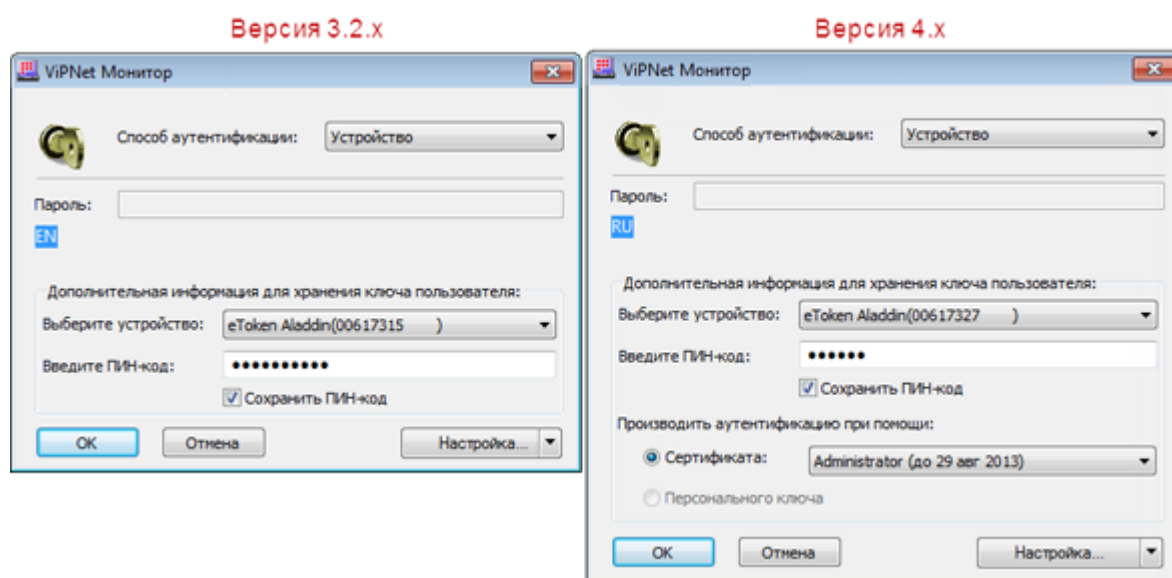 Версия 3.2.x
ViPNet Монитор
Способ аутентификации: Устройство
Пароль:
EN
Дополнительная информация для хранения ключа пользователя:
Выберите устройство: eToken Aladdin(00617315 )
Введите ПИН-код: ••••••••••
Сохранить ПИН-код
OK Отмена Настройка...
Версия 4.x
ViPNet Монитор
Способ аутентификации: Устройство
Пароль:
RU
Дополнительная информация для хранения ключа пользователя:
Выберите устройство: eToken Aladdin(00617327 )
Введите ПИН-код: ••••••
Сохранить ПИН-код
Производить аутентификацию при помощи:
Сертификата: Administrator (до 29 авг 2013)
Персонального ключа
OK Отмена Настройка...